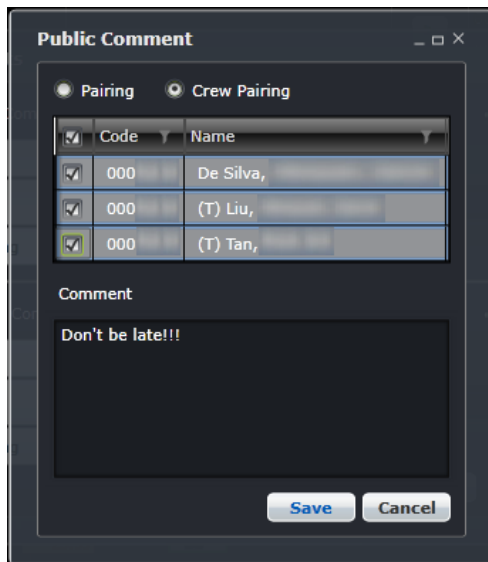 Public Comment
Pairing Crew Pairing
Code Name
000 De Silva,
000 (T) Liu,
000 (T) Tan,
Comment
Don't be late!!!
Save Cancel